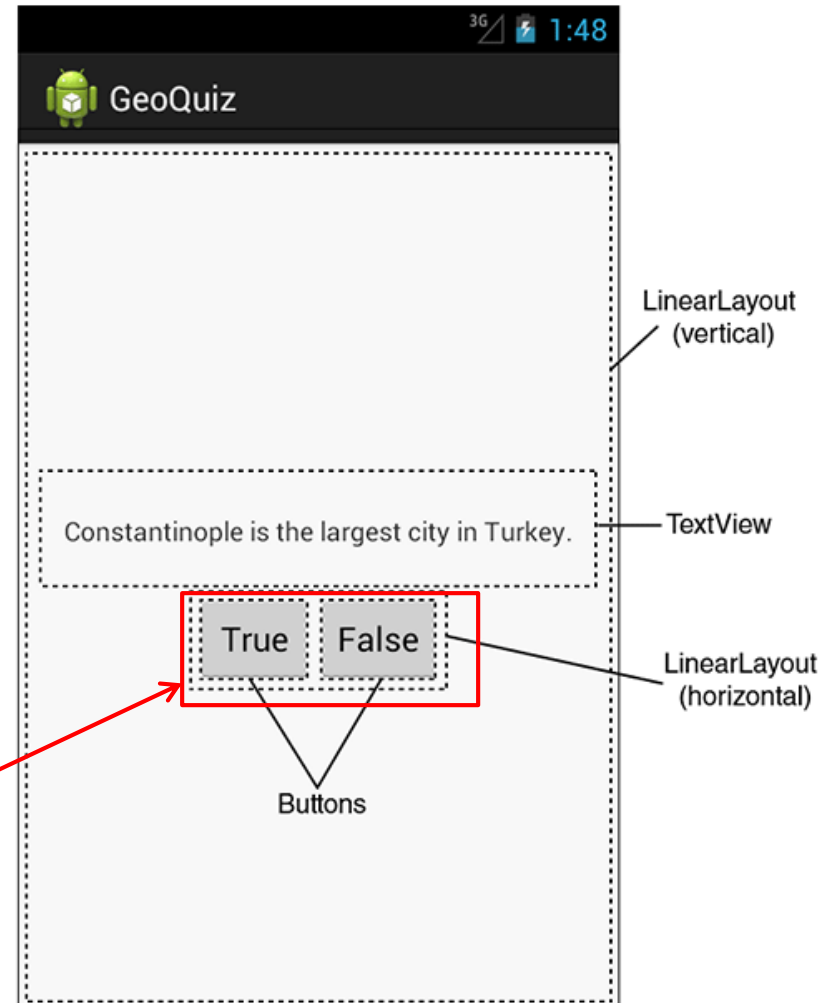 3G 1:48
GeoQuiz
LinearLayout
(vertical)
Constantinople is the largest city in Turkey.
TextView
True False
LinearLayout
(horizontal)
Buttons